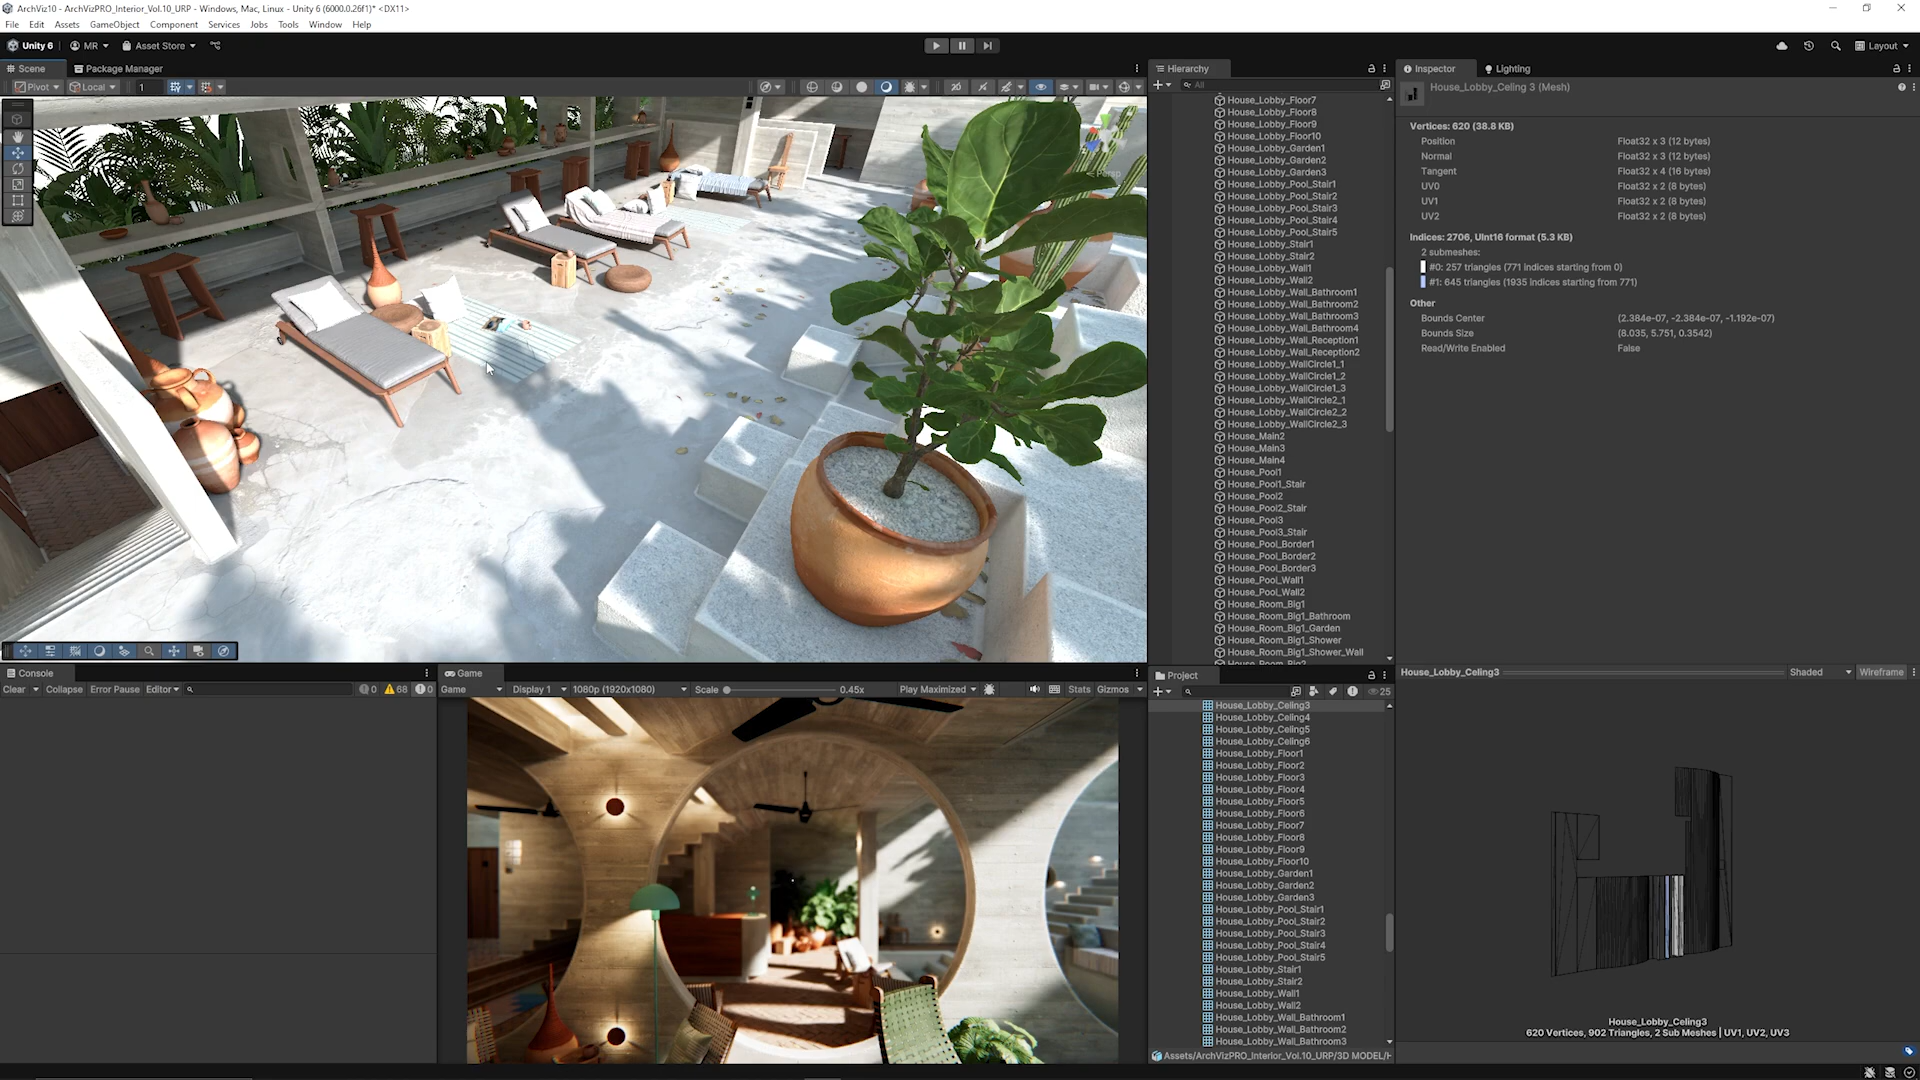 ArchViz10 - ArchVizPRO_Interior_Vol.10_URP - Windows, Mac, Linux - Unity 6 (6000.0.26f1)* <DX11>
File Edit Assets GameObject Component Services Jobs Tools Window Help
Unity 6 MR Asset Store Layout
Scene Package Manager
Pivot Local 1
Persp
Hierarchy
All
House_Lobby_Floor7
House_Lobby_Floor8
House_Lobby_Floor9
House_Lobby_Floor10
House_Lobby_Garden1
House_Lobby_Garden2
House_Lobby_Garden3
House_Lobby_Pool_Stair1
House_Lobby_Pool_Stair2
House_Lobby_Pool_Stair3
House_Lobby_Pool_Stair4
House_Lobby_Pool_Stair5
House_Lobby_Stair1
House_Lobby_Stair2
House_Lobby_Wall1
House_Lobby_Wall2
House_Lobby_Wall_Bathroom1
House_Lobby_Wall_Bathroom2
House_Lobby_Wall_Bathroom3
House_Lobby_Wall_Bathroom4
House_Lobby_Wall_Reception1
House_Lobby_Wall_Reception2
House_Lobby_WallCircle1_1
House_Lobby_WallCircle1_2
House_Lobby_WallCircle1_3
House_Lobby_WallCircle2_1
House_Lobby_WallCircle2_2
House_Lobby_WallCircle2_3
House_Main2
House_Main3
House_Main4
House_Pool1
House_Pool1_Stair
House_Pool2
House_Pool2_Stair
House_Pool3
House_Pool3_Stair
House_Pool_Border1
House_Pool_Border2
House_Pool_Border3
House_Pool_Wall1
House_Pool_Wall2
House_Room_Big1
House_Room_Big1_Bathroom
House_Room_Big1_Garden
House_Room_Big1_Shower
House_Room_Big1_Shower_Wall
House_Room_Big2
Inspector Lighting
House_Lobby_Celing 3 (Mesh)
Vertices: 620 (38.8 KB)
Position Float32 x 3 (12 bytes)
Normal Float32 x 3 (12 bytes)
Tangent Float32 x 4 (16 bytes)
UV0 Float32 x 2 (8 bytes)
UV1 Float32 x 2 (8 bytes)
UV2 Float32 x 2 (8 bytes)
Indices: 2706, UInt16 format (5.3 KB)
2 submeshes:
#0: 257 triangles (771 indices starting from 0)
#1: 645 triangles (1935 indices starting from 771)
Other
Bounds Center (2.384e-07, -2.384e-07, -1.192e-07)
Bounds Size (8.035, 5.751, 0.3542)
Read/Write Enabled False
Console
Clear Collapse Error Pause Editor 0 68 0
Game
Game Display 1 1080p (1920x1080) Scale 0.45x Play Maximized Stats Gizmos
Project
25
House_Lobby_Celing3
House_Lobby_Celing4
House_Lobby_Celing5
House_Lobby_Celing6
House_Lobby_Floor1
House_Lobby_Floor2
House_Lobby_Floor3
House_Lobby_Floor4
House_Lobby_Floor5
House_Lobby_Floor6
House_Lobby_Floor7
House_Lobby_Floor8
House_Lobby_Floor9
House_Lobby_Floor10
House_Lobby_Garden1
House_Lobby_Garden2
House_Lobby_Garden3
House_Lobby_Pool_Stair1
House_Lobby_Pool_Stair2
House_Lobby_Pool_Stair3
House_Lobby_Pool_Stair4
House_Lobby_Pool_Stair5
House_Lobby_Stair1
House_Lobby_Stair2
House_Lobby_Wall1
House_Lobby_Wall2
House_Lobby_Wall_Bathroom1
House_Lobby_Wall_Bathroom2
House_Lobby_Wall_Bathroom3
Assets/ArchVizPRO_Interior_Vol.10_URP/3D MODEL/H
House_Lobby_Celing3 Shaded Wireframe
House_Lobby_Celing3
620 Vertices, 902 Triangles, 2 Sub Meshes | UV1, UV2, UV3